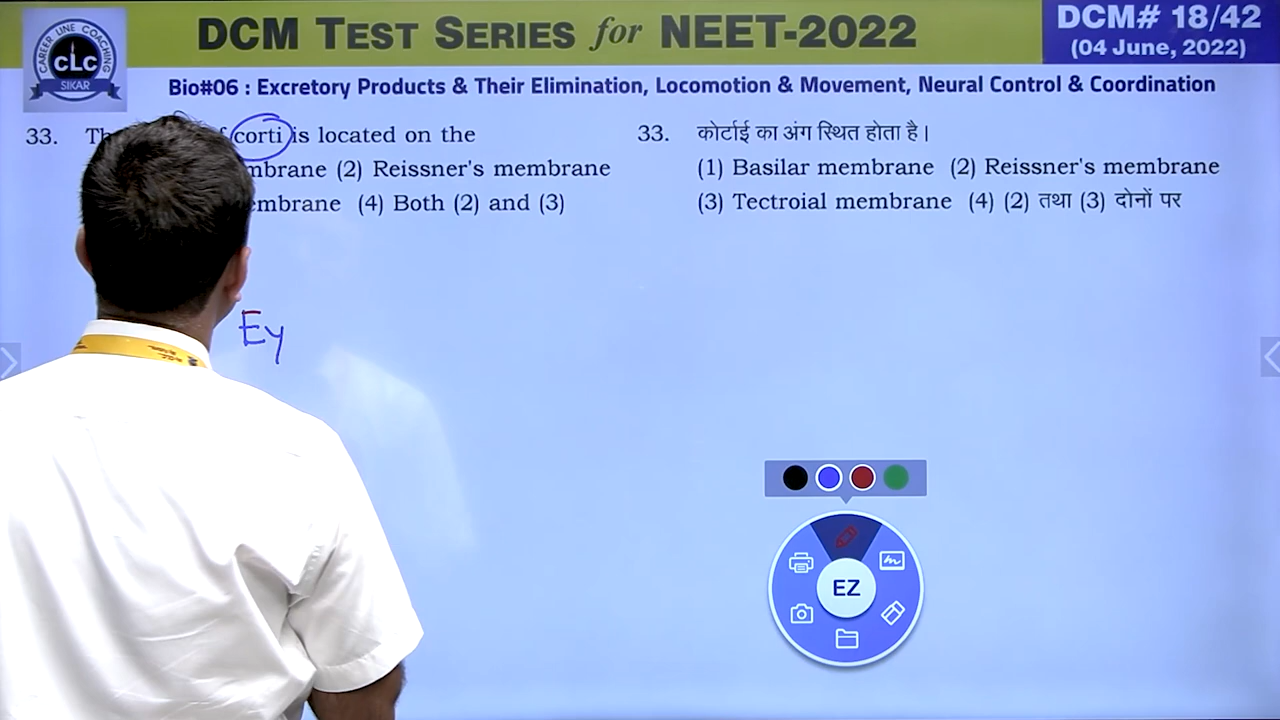 CAREER LINE COACHING
CLC
SIKAR
DCM TEST SERIES for NEET-2022
DCM# 18/42
(04 June, 2022)
Bio#06 : Excretory Products & Their Elimination, Locomotion & Movement, Neural Control & Coordination
33. Th f corti is located on the
mbrane (2) Reissner's membrane
embrane (4) Both (2) and (3)
33. कोर्टाई का अंग स्थित होता है।
(1) Basilar membrane (2) Reissner's membrane
(3) Tectroial membrane (4) (2) तथा (3) दोनों पर
Ey
EZ